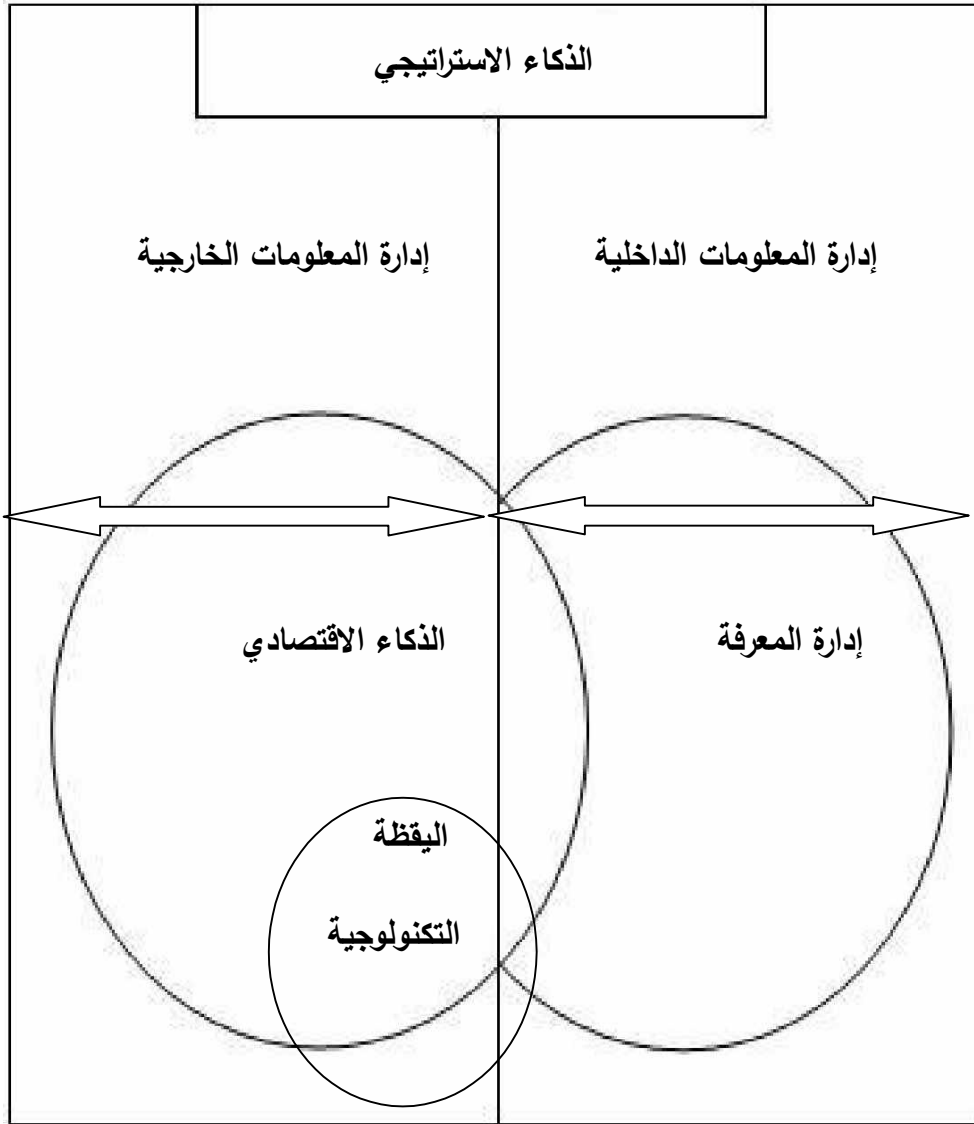 الذكاء الاستراتيجي
إدارة المعلومات الداخلية
إدارة المعلومات الخارجية
إدارة المعرفة
الذكاء الاقتصادي
اليقظة
التكنولوجية